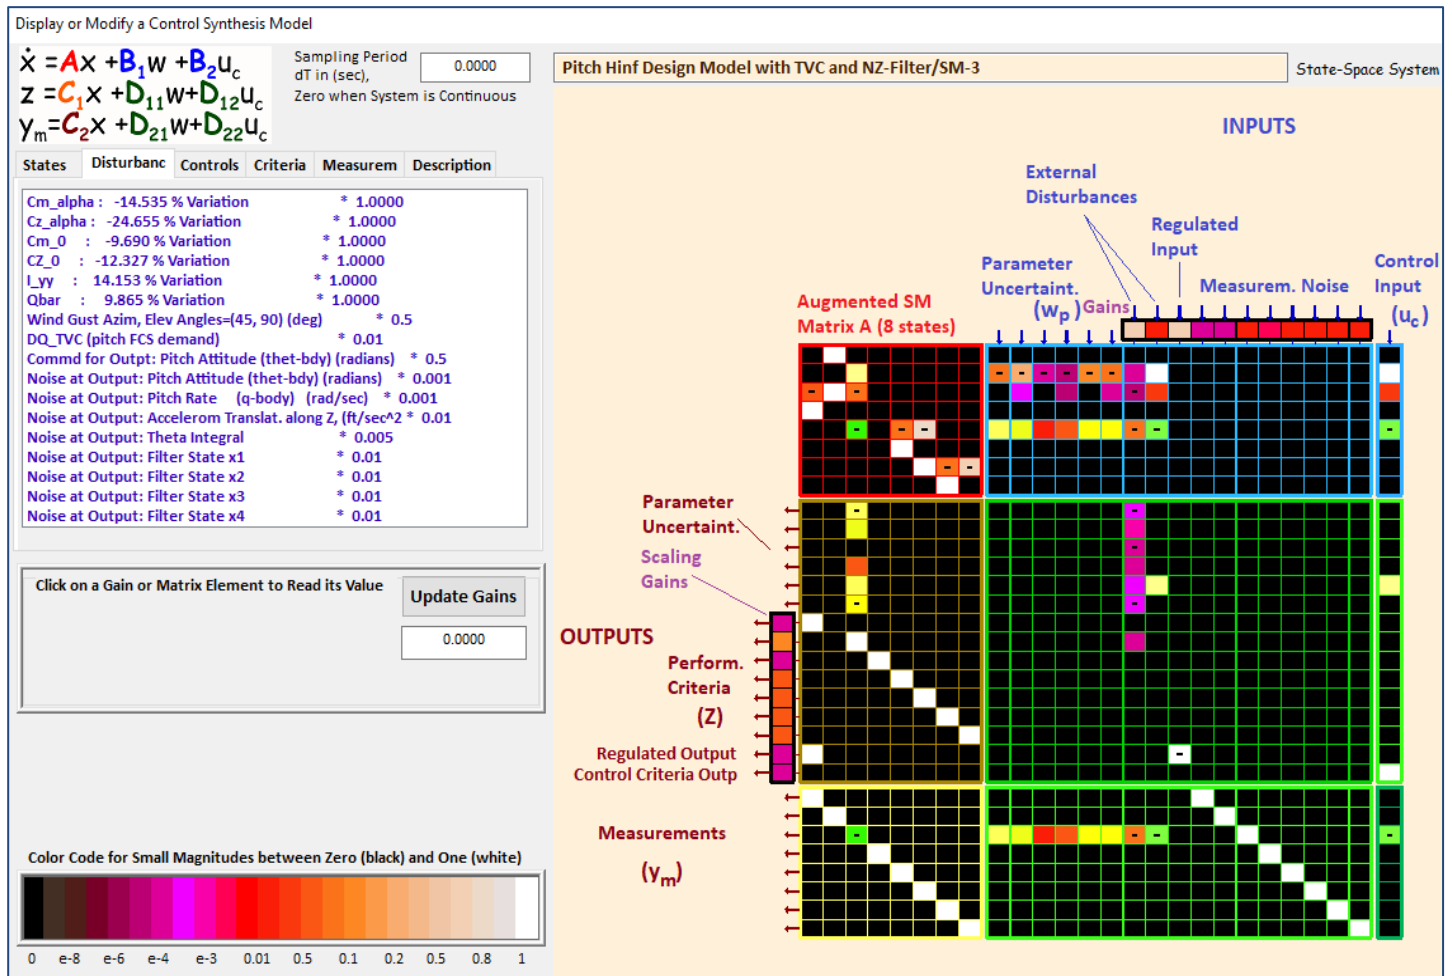 Display or Modify a Control Synthesis Model
ẋ =Ax +B₁w +B₂u_c
z =C₁x +D₁₁w+D₁₂u_c
y_m=C₂x +D₂₁w+D₂₂u_c
Sampling Period
dT in (sec),
Zero when System is Continuous
0.0000
Pitch Hinf Design Model with TVC and NZ-Filter/SM-3
State-Space System
States Disturbanc Controls Criteria Measurem Description
Cm_alpha : -14.535 % Variation * 1.0000
Cz_alpha : -24.655 % Variation * 1.0000
Cm_0 : -9.690 % Variation * 1.0000
CZ_0 : -12.327 % Variation * 1.0000
I_yy : 14.153 % Variation * 1.0000
Qbar : 9.865 % Variation * 1.0000
Wind Gust Azim, Elev Angles=(45, 90) (deg) * 0.5
DQ_TVC (pitch FCS demand) * 0.01
Commd for Outpt: Pitch Attitude (thet-bdy) (radians) * 0.5
Noise at Output: Pitch Attitude (thet-bdy) (radians) * 0.001
Noise at Output: Pitch Rate (q-body) (rad/sec) * 0.001
Noise at Output: Accelerom Translat. along Z, (ft/sec^2 * 0.01
Noise at Output: Theta Integral * 0.005
Noise at Output: Filter State x1 * 0.01
Noise at Output: Filter State x2 * 0.01
Noise at Output: Filter State x3 * 0.01
Noise at Output: Filter State x4 * 0.01
Click on a Gain or Matrix Element to Read its Value
Update Gains
0.0000
Color Code for Small Magnitudes between Zero (black) and One (white)
0 e-8 e-6 e-4 e-3 0.01 0.5 0.1 0.2 0.5 0.8 1
INPUTS
External
Disturbances
Regulated
Input
Parameter
Uncertaint.
(w_p)
Gains
Measurem. Noise
Control
Input
(u_c)
Augmented SM
Matrix A (8 states)
Parameter
Uncertaint.
Scaling
Gains
OUTPUTS
Perform.
Criteria
(Z)
Regulated Output
Control Criteria Outp
Measurements
(y_m)